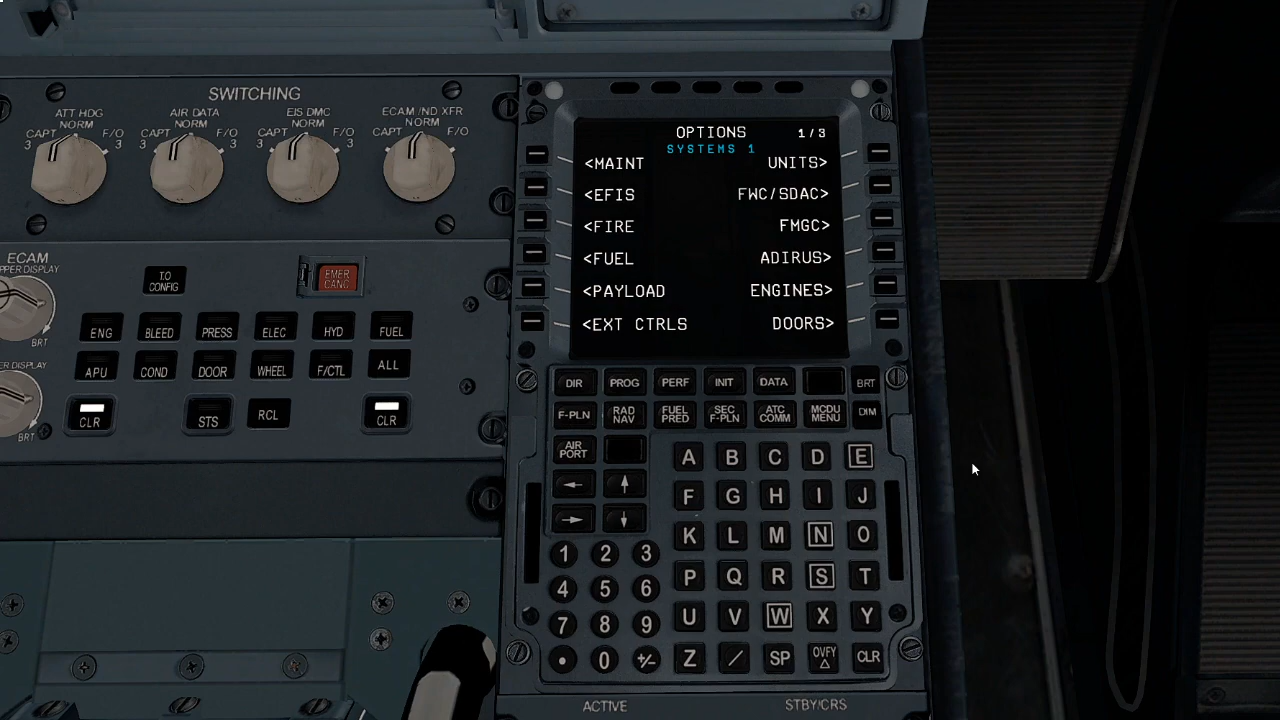 SWITCHING
ATT HDG
NORM
CAPT
F/O
3
3
AIR DATA
NORM
CAPT
F/O
3
3
EIS DMC
NORM
CAPT
F/O
3
3
ECAM/ND XFR
NORM
CAPT
F/O
ECAM
BRT
BRT
T.O
CONFIG
EMER
CANC
ENG
BLEED
PRESS
ELEC
HYD
FUEL
APU
COND
DOOR
WHEEL
F/CTL
ALL
CLR
STS
RCL
CLR
OPTIONS 1/3
SYSTEMS 1
<MAINT UNITS>
<EFIS FWC/SDAC>
<FIRE FMGC>
<FUEL ADIRUS>
<PAYLOAD ENGINES>
<EXT CTRLS DOORS>
DIR
PROG
PERF
INIT
DATA
BRT
F-PLN
RAD
NAV
FUEL
PRED
SEC
F-PLN
ATC
COMM
MCDU
MENU
DIM
AIR
PORT
← ↑
→ ↓
A B C D E
F G H I J
K L M N O
P Q R S T
U V W X Y
Z / SP OVFY
△
CLR
1 2 3
4 5 6
7 8 9
. 0 +/-
ACTIVE
STBY/CRS